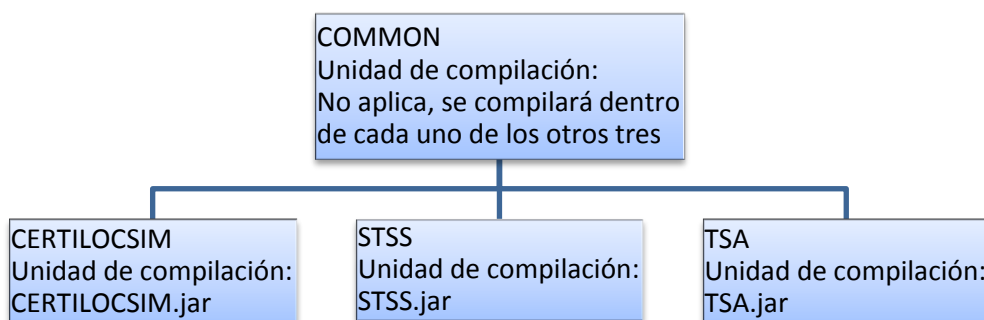 COMMON
Unidad de compilación:
No aplica, se compilará dentro
de cada uno de los otros tres
CERTILOCSIM
Unidad de compilación:
CERTILOCSIM.jar
STSS
Unidad de compilación:
STSS.jar
TSA
Unidad de compilación:
TSA.jar